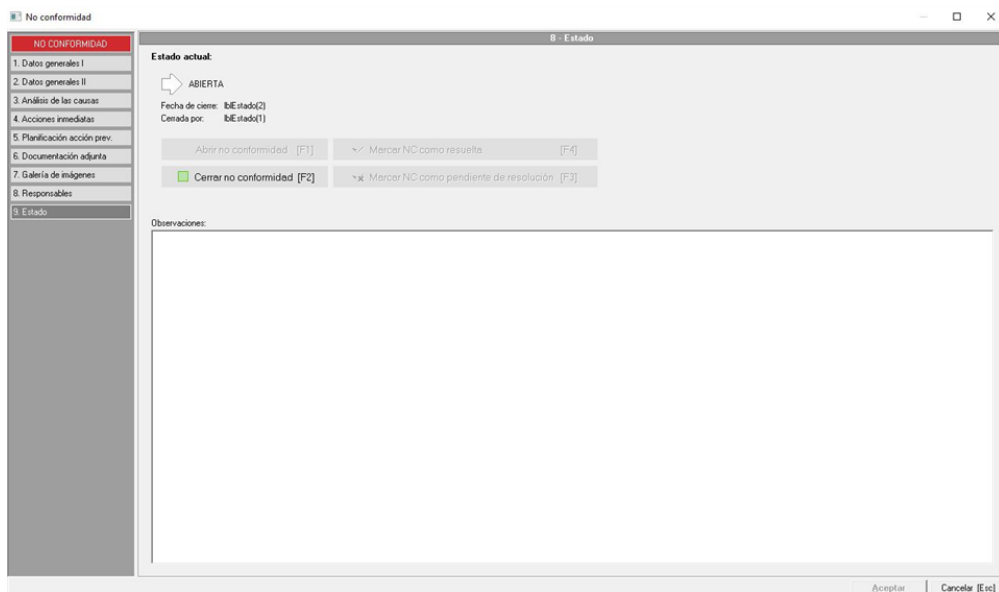 No conformidad
NO CONFORMIDAD
1. Datos generales I
2. Datos generales II
3. Análisis de las causas
4. Acciones inmediatas
5. Planificación acción prev.
6. Documentación adjunta
7. Galería de imágenes
8. Responsables
9. Estado
8 - Estado
Estado actual:
ABIERTA
Fecha de cierre: lblEstado(2)
Cerrada por: lblEstado(1)
Abrir no conformidad [F1]
Marcar NC como resuelta [F4]
Cerrar no conformidad [F2]
Marcar NC como pendiente de resolución [F3]
Observaciones:
Aceptar
Cancelar [Esc]